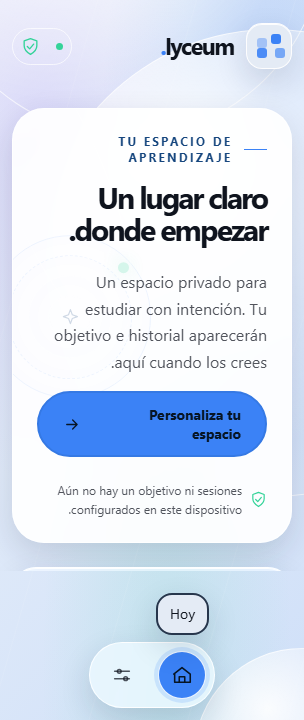 .lyceum
TU ESPACIO DE
APRENDIZAJE
Un lugar claro
.donde empezar
Un espacio privado para
estudiar con intención. Tu
objetivo e historial aparecerán
.aquí cuando los crees
Personaliza tu
espacio
Aún no hay un objetivo ni sesiones
.configurados en este dispositivo
Hoy